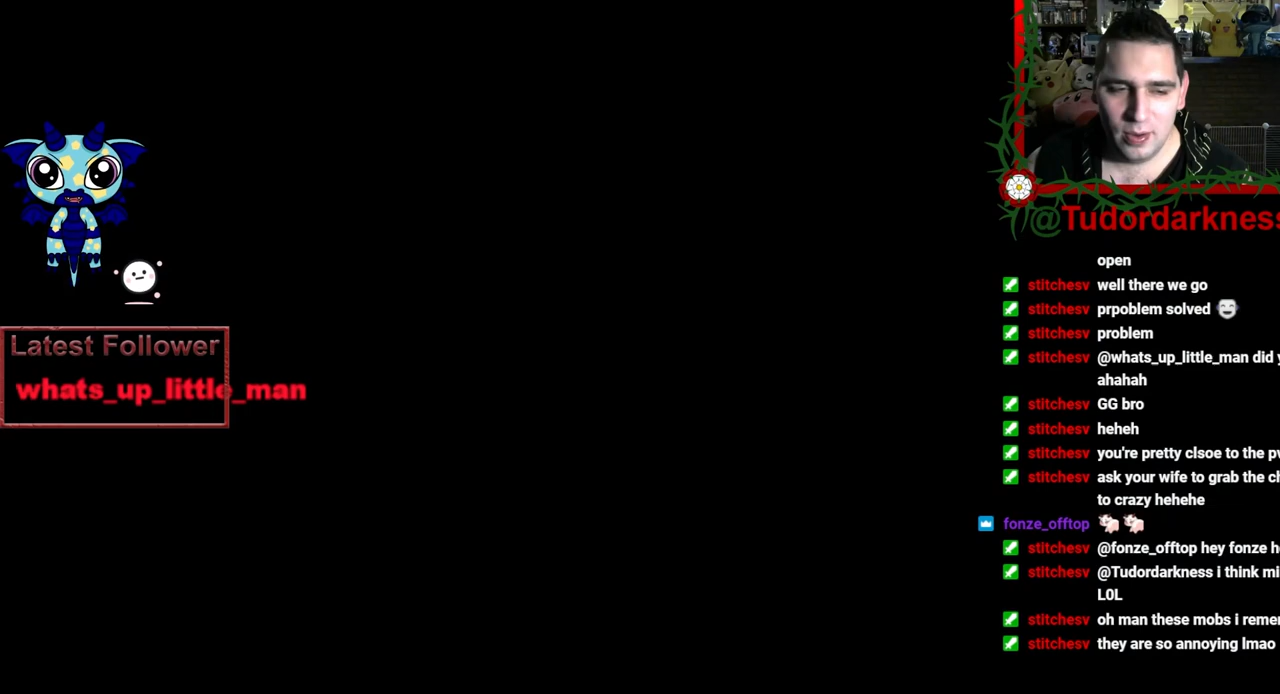 @Tudordarkness
open
stitchesv well there we go
stitchesv prpoblem solved
stitchesv problem
stitchesv @whats_up_little_man did
ahahah
stitchesv GG bro
stitchesv heheh
stitchesv you're pretty clsoe to the
stitchesv ask your wife to grab the
to crazy hehehe
fonze_offtop
stitchesv @fonze_offtop hey fonze
stitchesv @Tudordarkness i think
L0L
stitchesv oh man these mobs i
stitchesv they are so annoying lmao
Latest Follower
whats_up_little_man